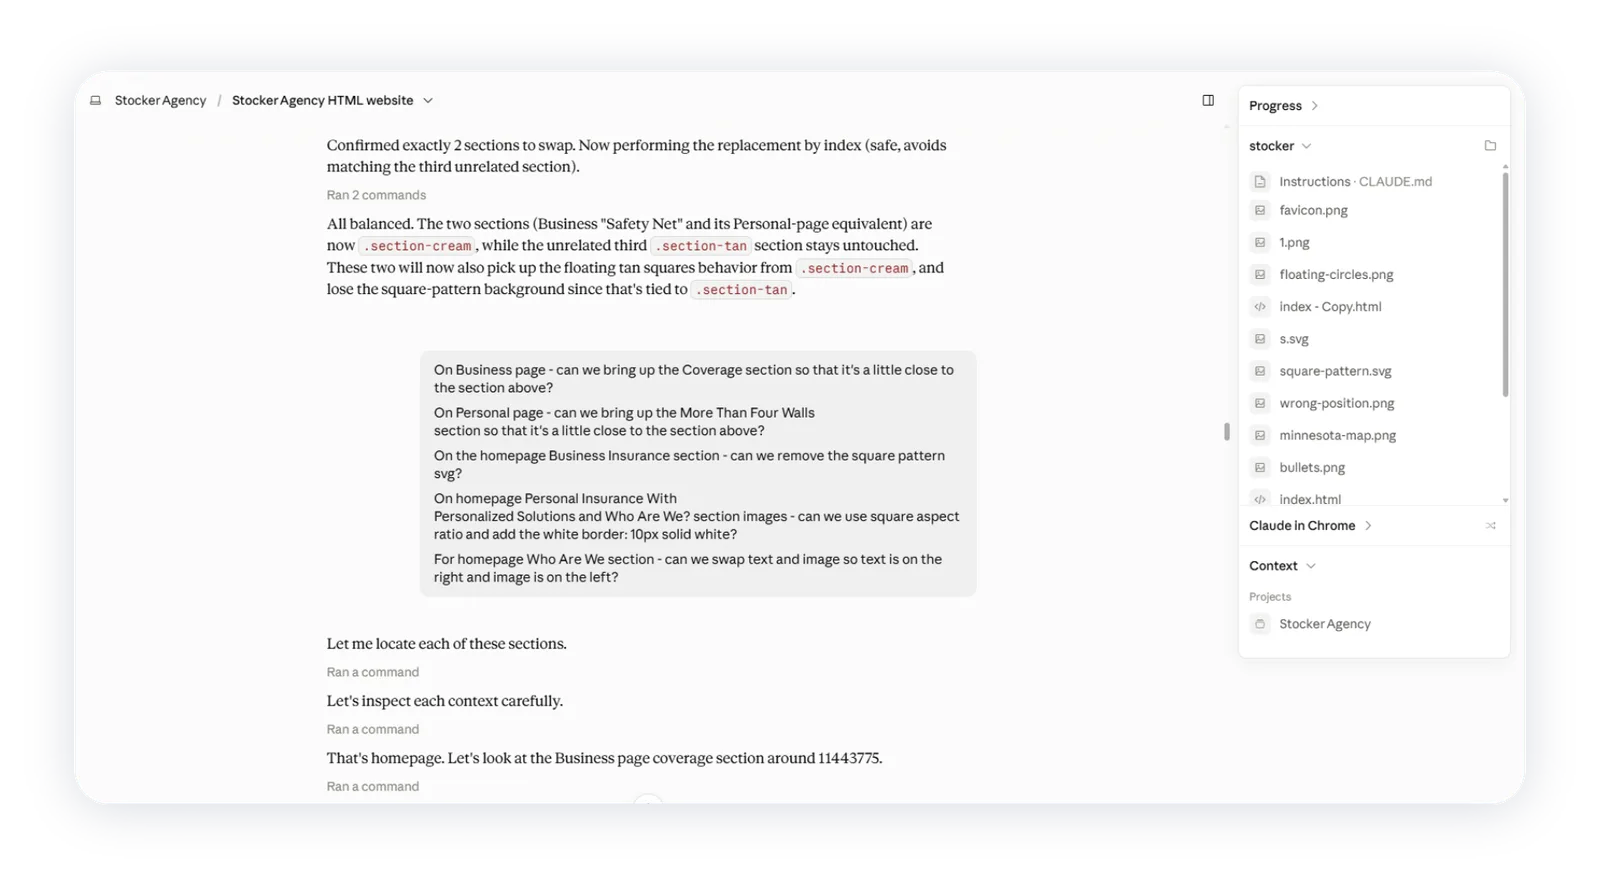 Stocker Agency / Stocker Agency HTML website
Confirmed exactly 2 sections to swap. Now performing the replacement by index (safe, avoids
matching the third unrelated section).
Ran 2 commands
All balanced. The two sections (Business "Safety Net" and its Personal-page equivalent) are
now .section-cream, while the unrelated third .section-tan section stays untouched.
These two will now also pick up the floating tan squares behavior from .section-cream, and
lose the square-pattern background since that's tied to .section-tan.
On Business page - can we bring up the Coverage section so that it's a little close to
the section above?
On Personal page - can we bring up the More Than Four Walls
section so that it's a little close to the section above?
On the homepage Business Insurance section - can we remove the square pattern
svg?
On homepage Personal Insurance With
Personalized Solutions and Who Are We? section images - can we use square aspect
ratio and add the white border: 10px solid white?
For homepage Who Are We section - can we swap text and image so text is on the
right and image is on the left?
Let me locate each of these sections.
Ran a command
Let's inspect each context carefully.
Ran a command
That's homepage. Let's look at the Business page coverage section around 11443775.
Ran a command
Progress
stocker
Instructions · CLAUDE.md
favicon.png
1.png
floating-circles.png
index - Copy.html
s.svg
square-pattern.svg
wrong-position.png
minnesota-map.png
bullets.png
index.html
Claude in Chrome
Context
Projects
Stocker Agency